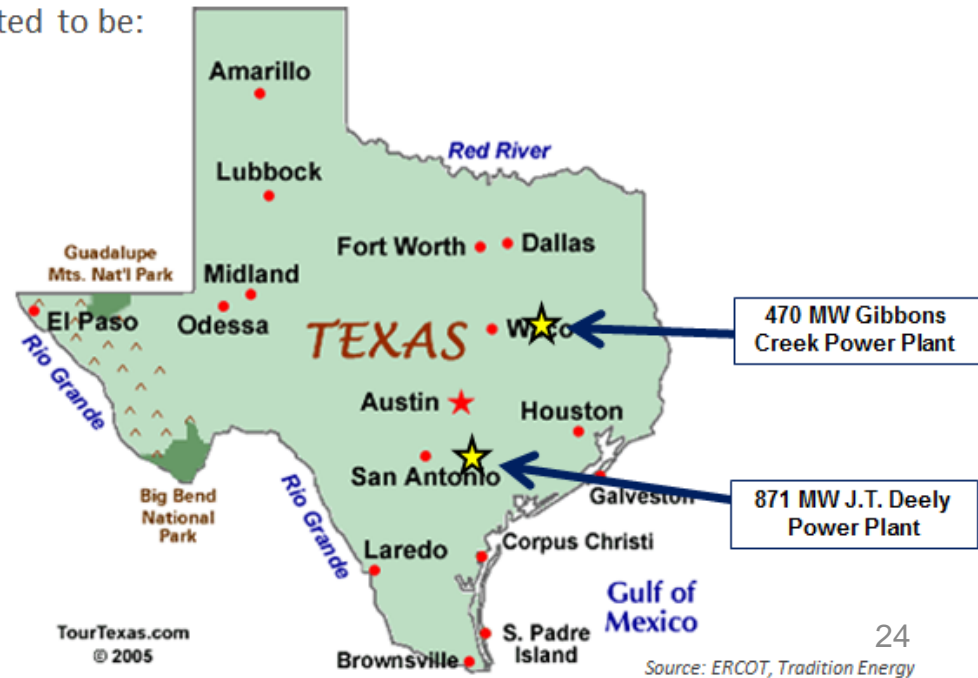 ted to be:
Amarillo
Red River
Lubbock
Fort Worth
Dallas
Guadalupe
Mts. Nat'l Park
Midland
El Paso
Odessa
TEXAS
Waco
470 MW Gibbons
Creek Power Plant
Rio Grande
Austin
Houston
San Antonio
Galveston
871 MW J.T. Deely
Power Plant
Big Bend
National
Park
Rio Grande
Laredo
Corpus Christi
Gulf of
Mexico
TourTexas.com
© 2005
S. Padre
Island
Brownsville
24
Source: ERCOT, Tradition Energy